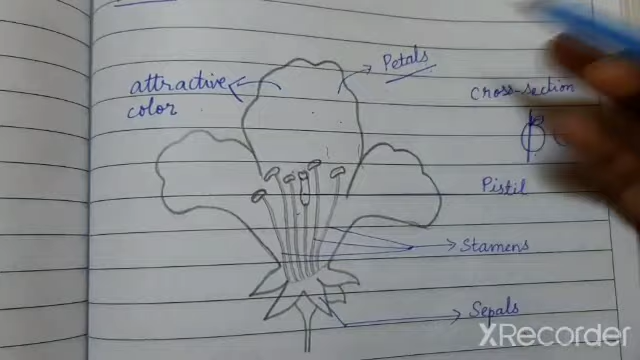 Petals
attractive
color
cross-section
Pistil
Stamens
Sepals
XRecorder